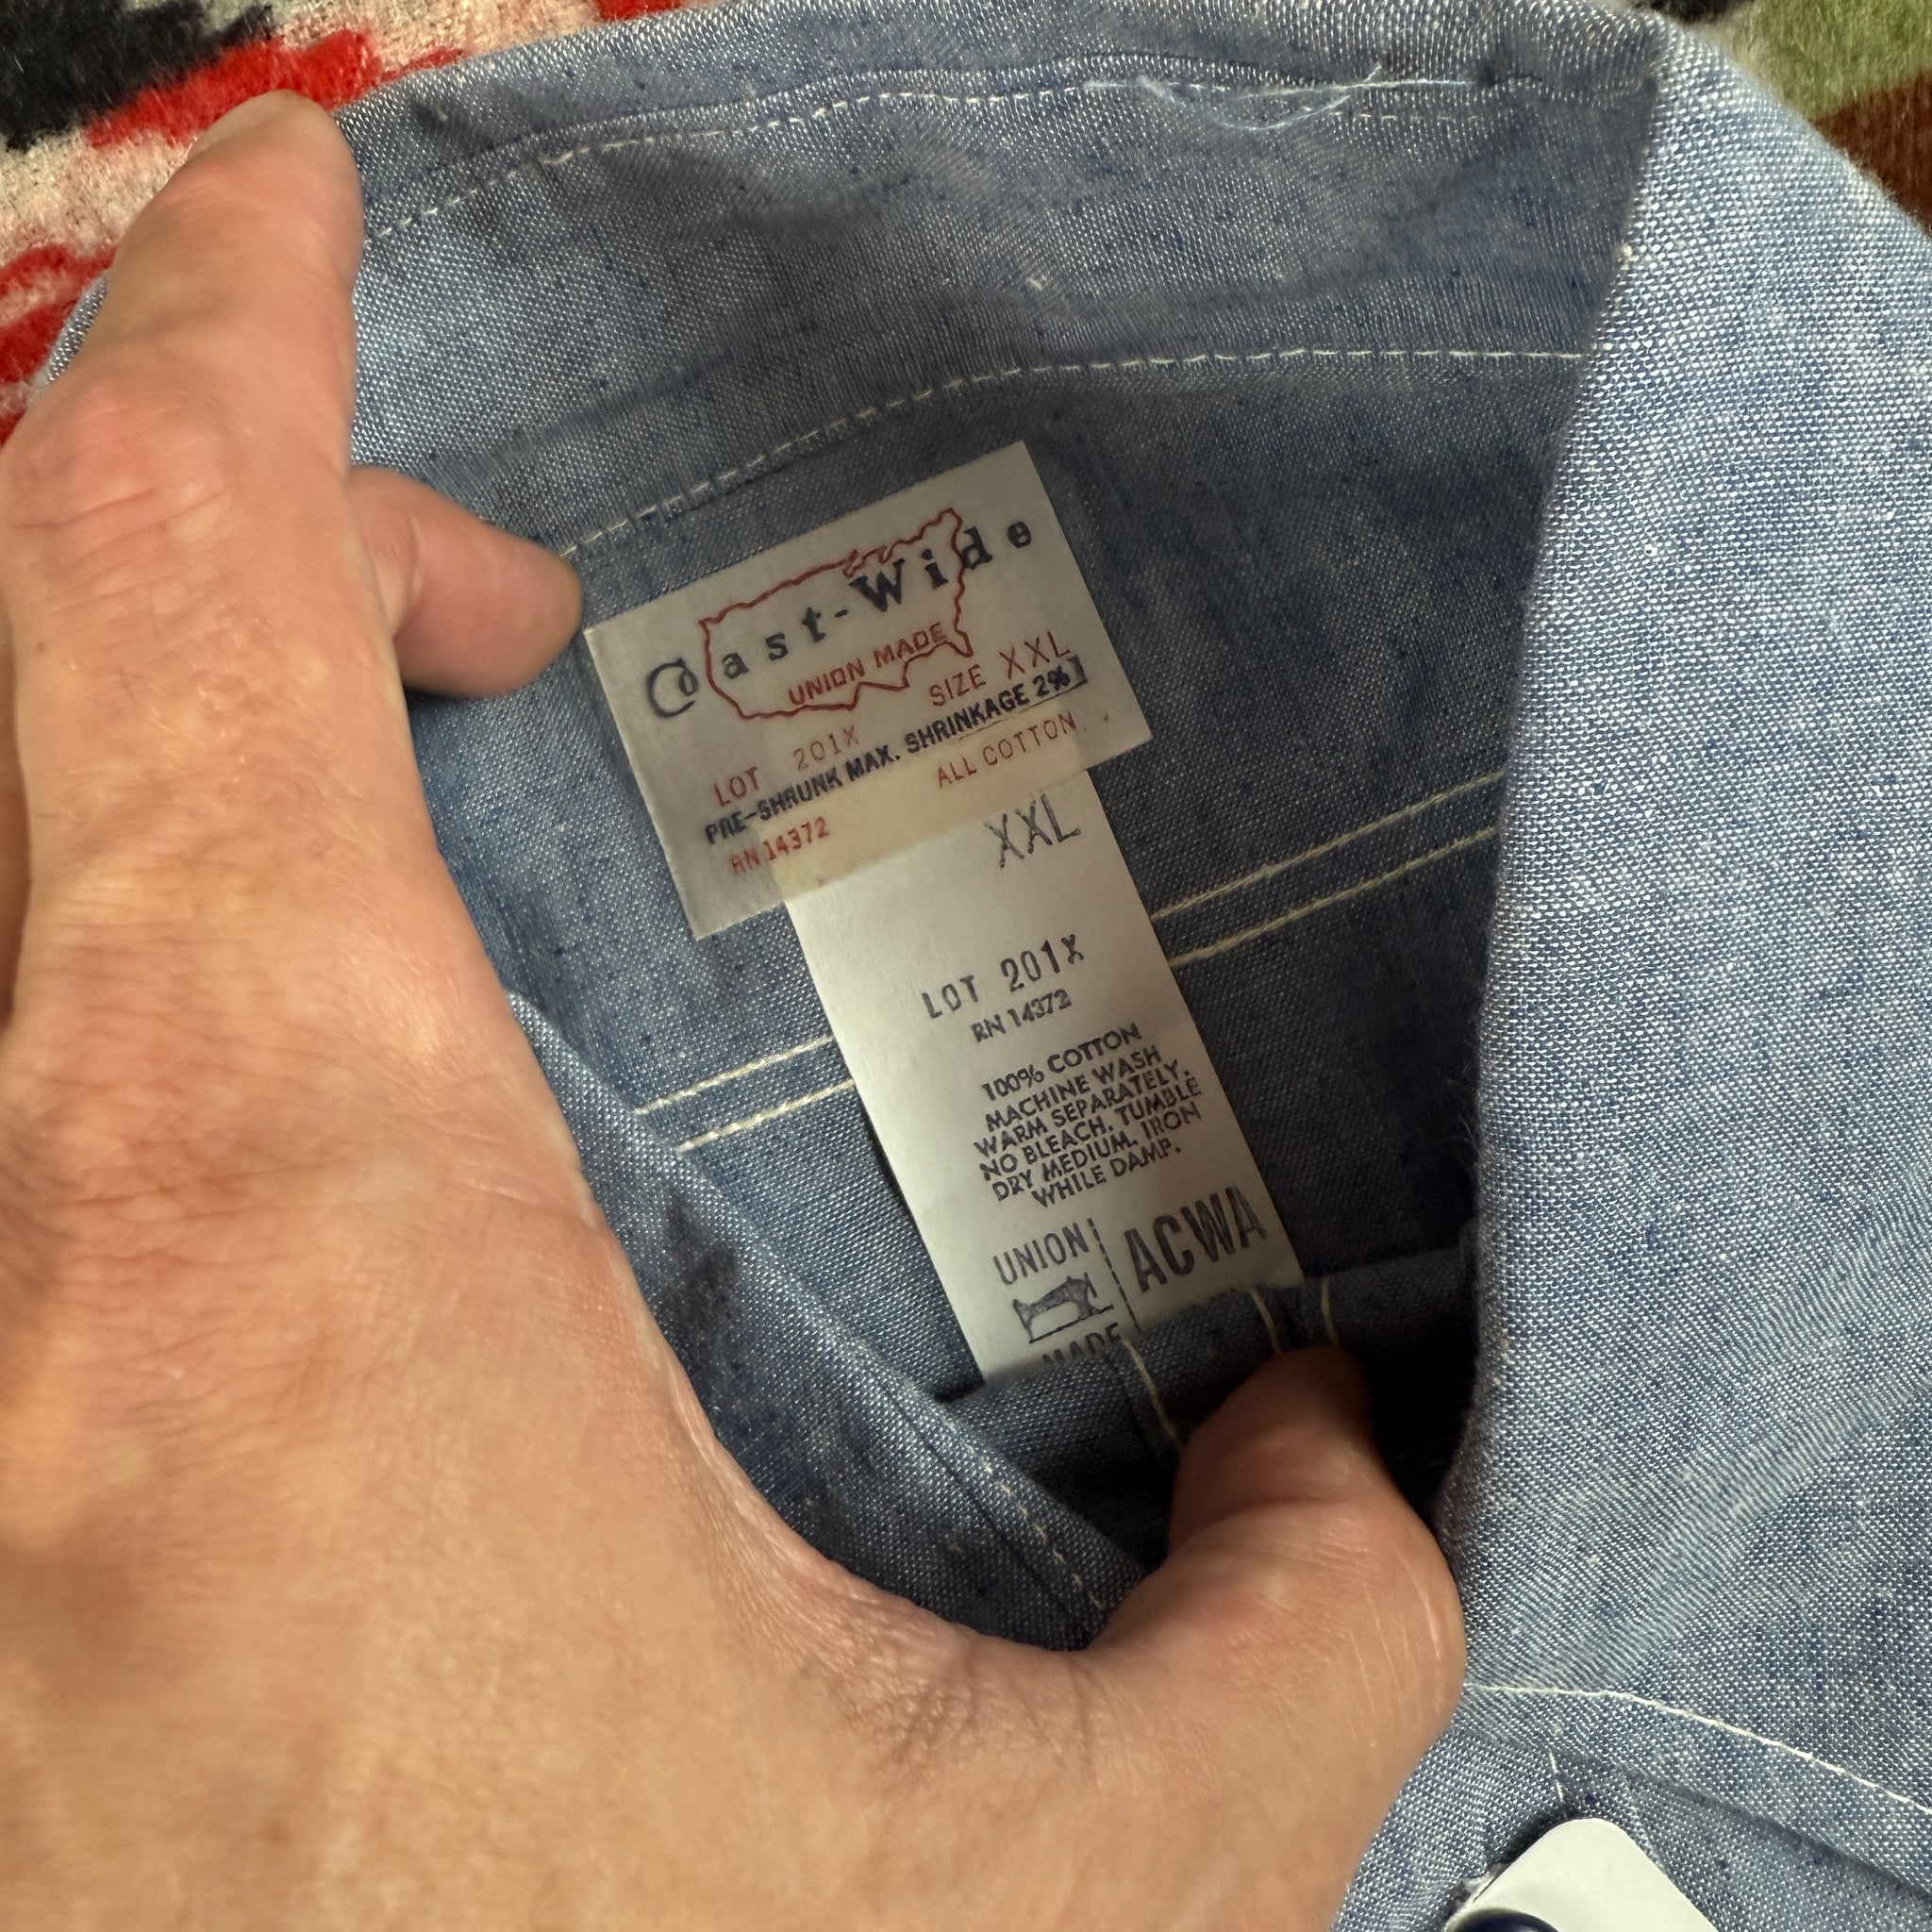 Coast-Wide
UNION MADE
LOT 201X SIZE XXL
PRE-SHRUNK MAX. SHRINKAGE 2%
RN 14372 ALL COTTON
XXL
LOT 201X
RN 14372
100% COTTON
MACHINE WASH
WARM SEPARATELY.
NO BLEACH. TUMBLE
DRY MEDIUM. IRON
WHILE DAMP.
UNION ACWA
MADE